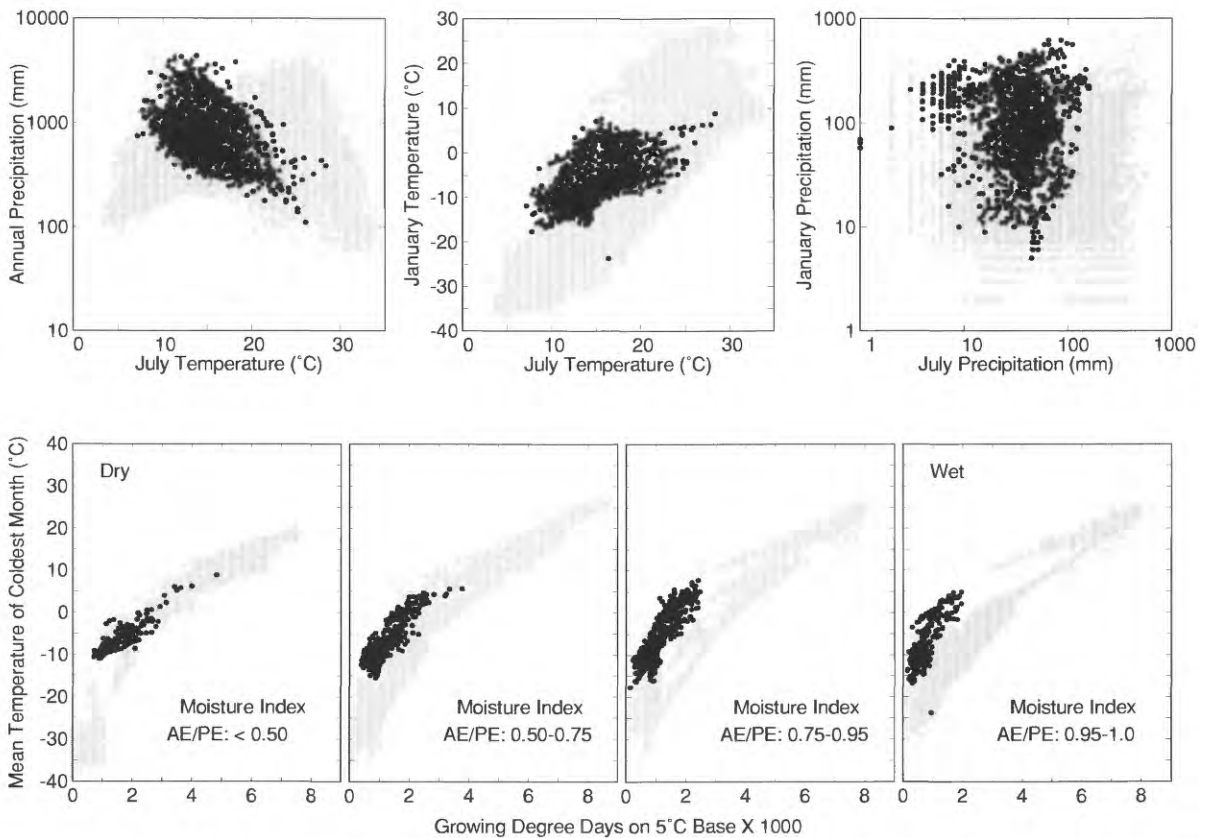 10000
1000
100
10
Annual Precipitation (mm)
0 10 20 30
July Temperature (°C)
30
20
10
0
-10
-20
-30
-40
January Temperature (°C)
0 10 20 30
July Temperature (°C)
1000
100
10
1
January Precipitation (mm)
1 10 100 1000
July Precipitation (mm)
40
30
20
10
0
-10
-20
-30
-40
Mean Temperature of Coldest Month (°C)
Dry
Moisture Index
AE/PE: < 0.50
0 2 4 6 8
Moisture Index
AE/PE: 0.50-0.75
0 2 4 6 8
Moisture Index
AE/PE: 0.75-0.95
0 2 4 6 8
Wet
Moisture Index
AE/PE: 0.95-1.0
0 2 4 6 8
Growing Degree Days on 5°C Base X 1000